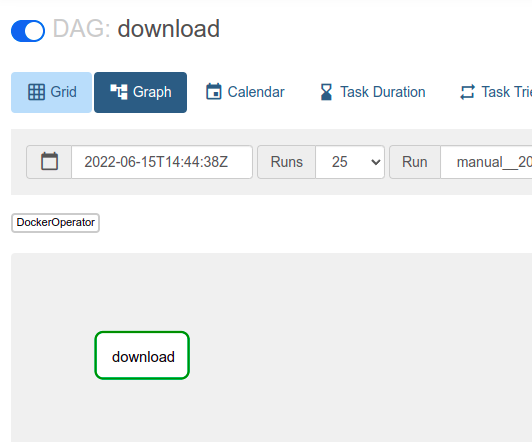 DAG: download
Grid Graph Calendar Task Duration Task
2022-06-15T14:44:38Z Runs 25 Run manual__20
DockerOperator
download